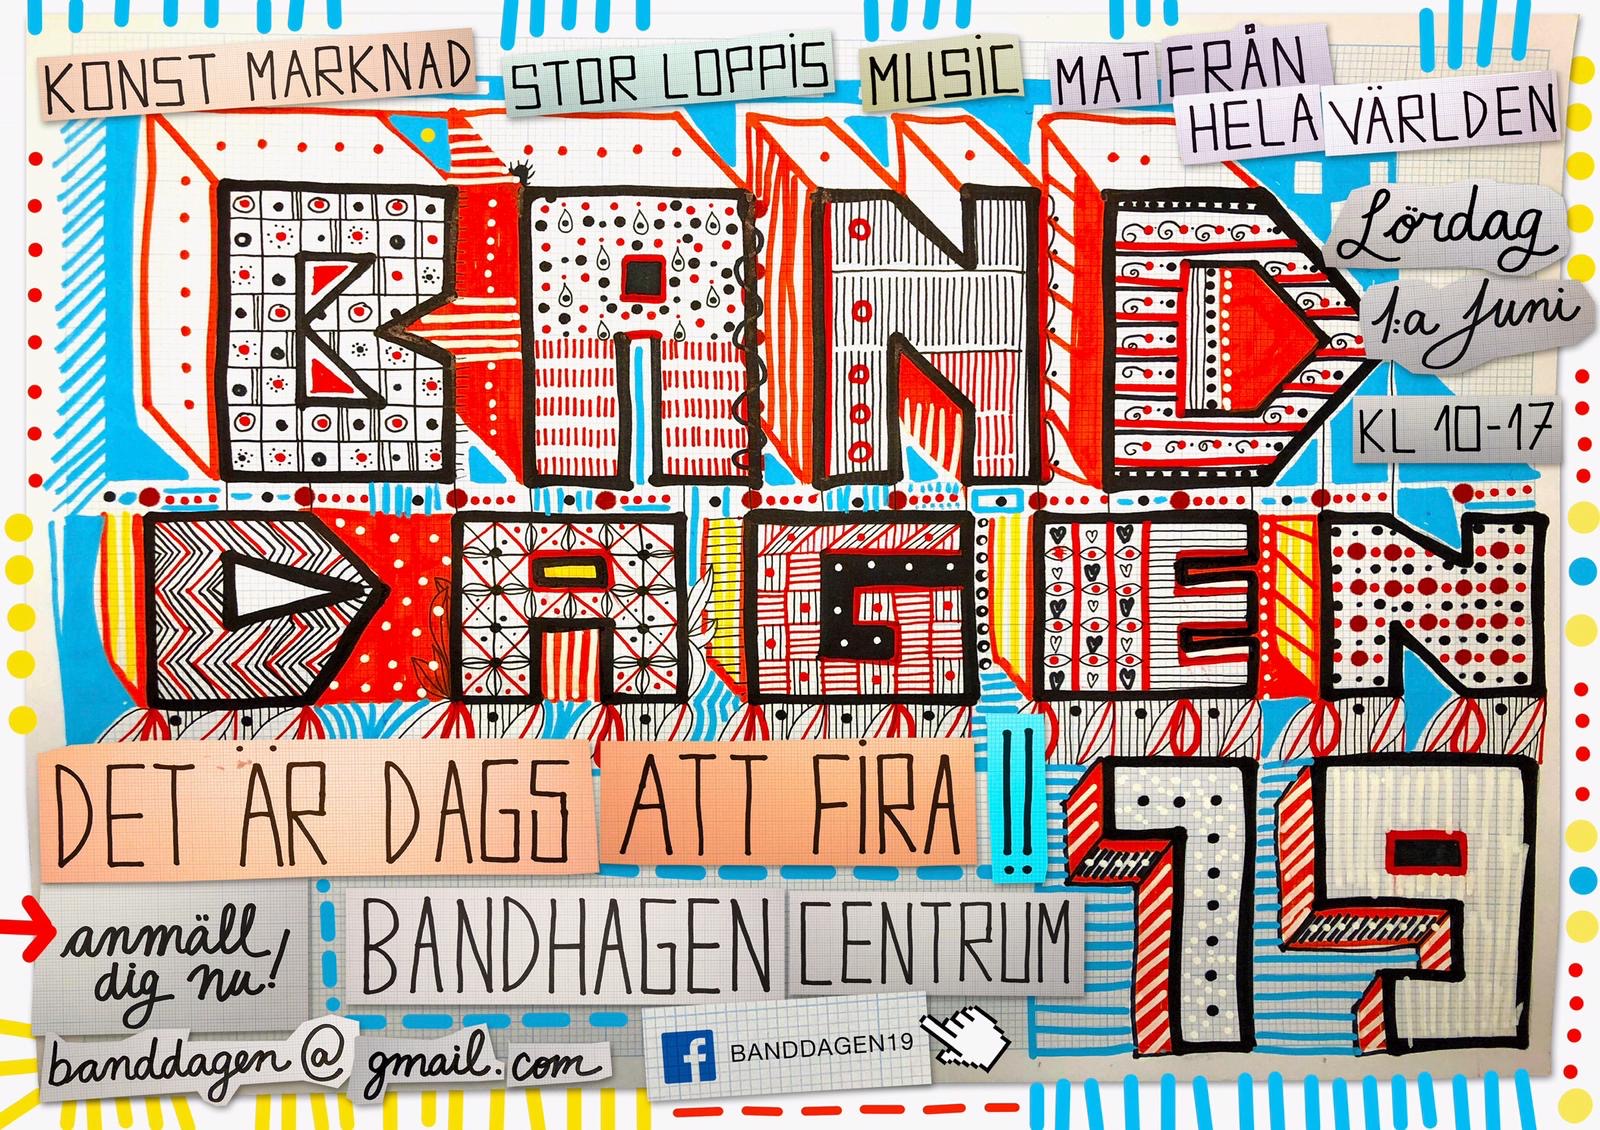 KONST MARKNAD STOR LOPPIS MUSIC MAT FRÅN
HELA VÄRLDEN
BAND
Lördag
1:a Juni
KL 10-17
DAGEN
DET ÄR DAGS ATT FIRA !!
19
anmäll
dig nu!
BANDHAGEN CENTRUM
banddagen@gmail.com
f BANDDAGEN19